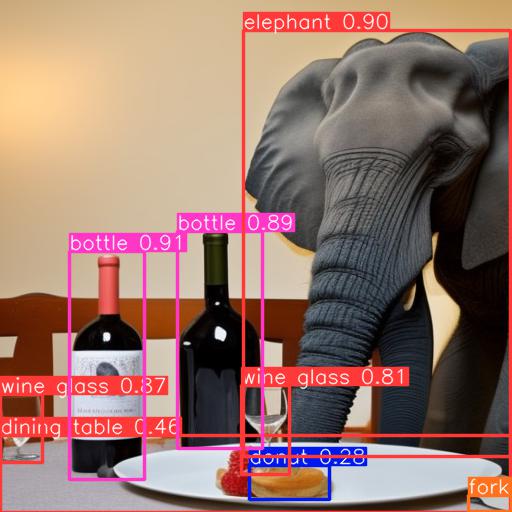 elephant 0.90
bottle 0.89
bottle 0.91
wine glass 0.81
wine glass 0.87
dining table 0.46
donut 0.28
fork